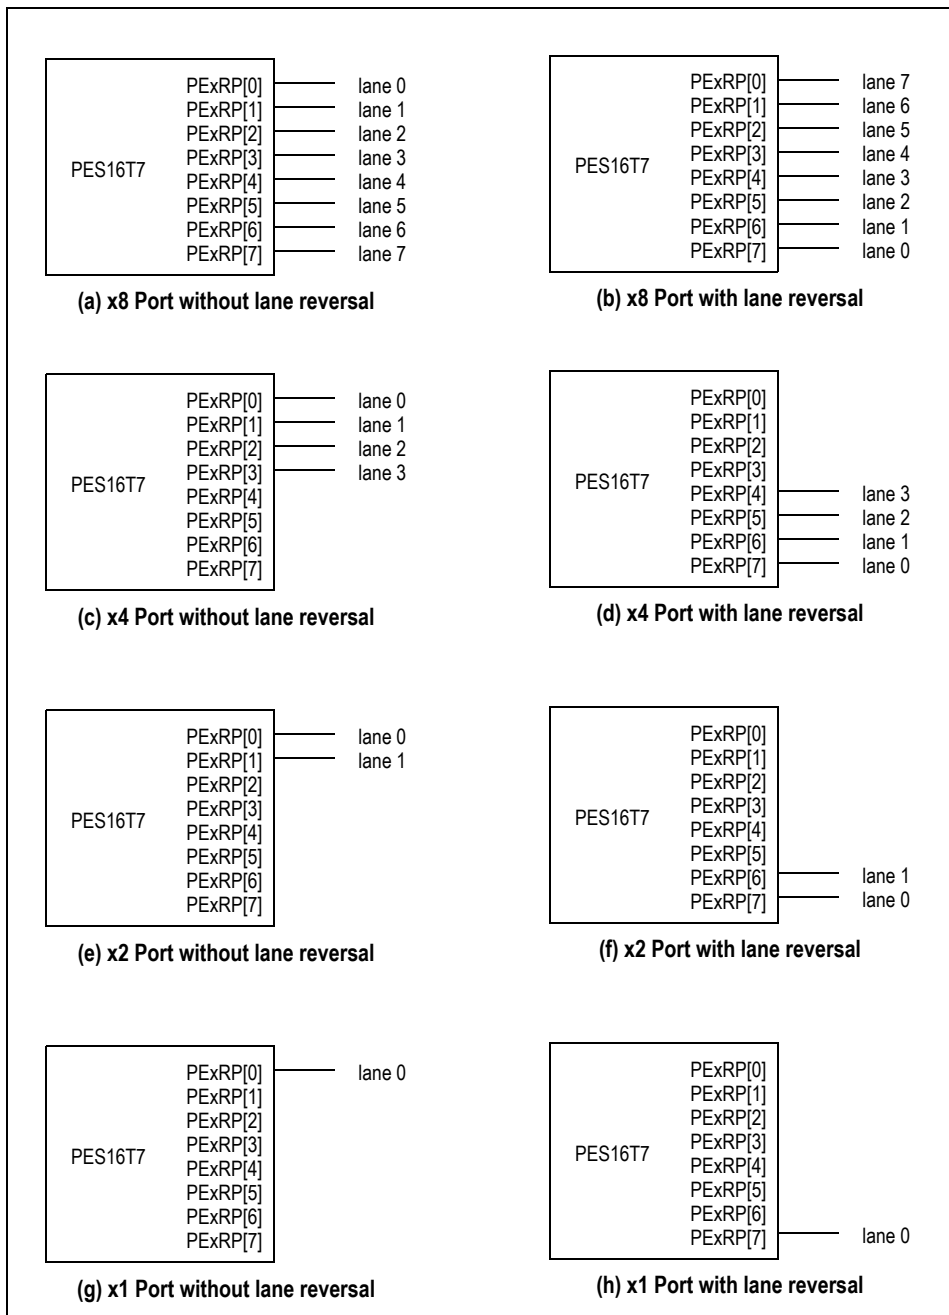 PExRP[0] lane 0
PExRP[1] lane 1
PExRP[2] lane 2
PExRP[3] lane 3
PES16T7
PExRP[4] lane 4
PExRP[5] lane 5
PExRP[6] lane 6
PExRP[7] lane 7
(a) x8 Port without lane reversal
PExRP[0] lane 7
PExRP[1] lane 6
PExRP[2] lane 5
PExRP[3] lane 4
PES16T7
PExRP[4] lane 3
PExRP[5] lane 2
PExRP[6] lane 1
PExRP[7] lane 0
(b) x8 Port with lane reversal
PExRP[0] lane 0
PExRP[1] lane 1
PExRP[2] lane 2
PExRP[3] lane 3
PES16T7
PExRP[4]
PExRP[5]
PExRP[6]
PExRP[7]
(c) x4 Port without lane reversal
PExRP[0]
PExRP[1]
PExRP[2]
PExRP[3]
PES16T7
PExRP[4] lane 3
PExRP[5] lane 2
PExRP[6] lane 1
PExRP[7] lane 0
(d) x4 Port with lane reversal
PExRP[0] lane 0
PExRP[1] lane 1
PExRP[2]
PExRP[3]
PES16T7
PExRP[4]
PExRP[5]
PExRP[6]
PExRP[7]
(e) x2 Port without lane reversal
PExRP[0]
PExRP[1]
PExRP[2]
PExRP[3]
PES16T7
PExRP[4]
PExRP[5]
PExRP[6] lane 1
PExRP[7] lane 0
(f) x2 Port with lane reversal
PExRP[0] lane 0
PExRP[1]
PExRP[2]
PExRP[3]
PES16T7
PExRP[4]
PExRP[5]
PExRP[6]
PExRP[7]
(g) x1 Port without lane reversal
PExRP[0]
PExRP[1]
PExRP[2]
PExRP[3]
PES16T7
PExRP[4]
PExRP[5]
PExRP[6]
PExRP[7] lane 0
(h) x1 Port with lane reversal